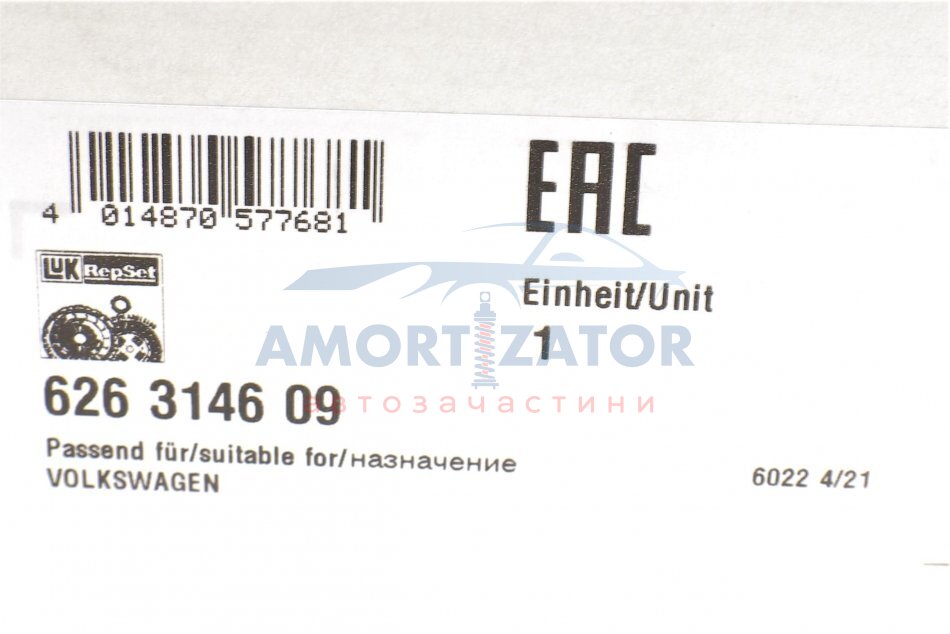 4 014870 577681
EAC
LUK RepSet
Einheit/Unit
1
AMORTIZATOR
автозачастини
626 3146 09
Passend für/suitable for/назначение
VOLKSWAGEN
6022 4/21